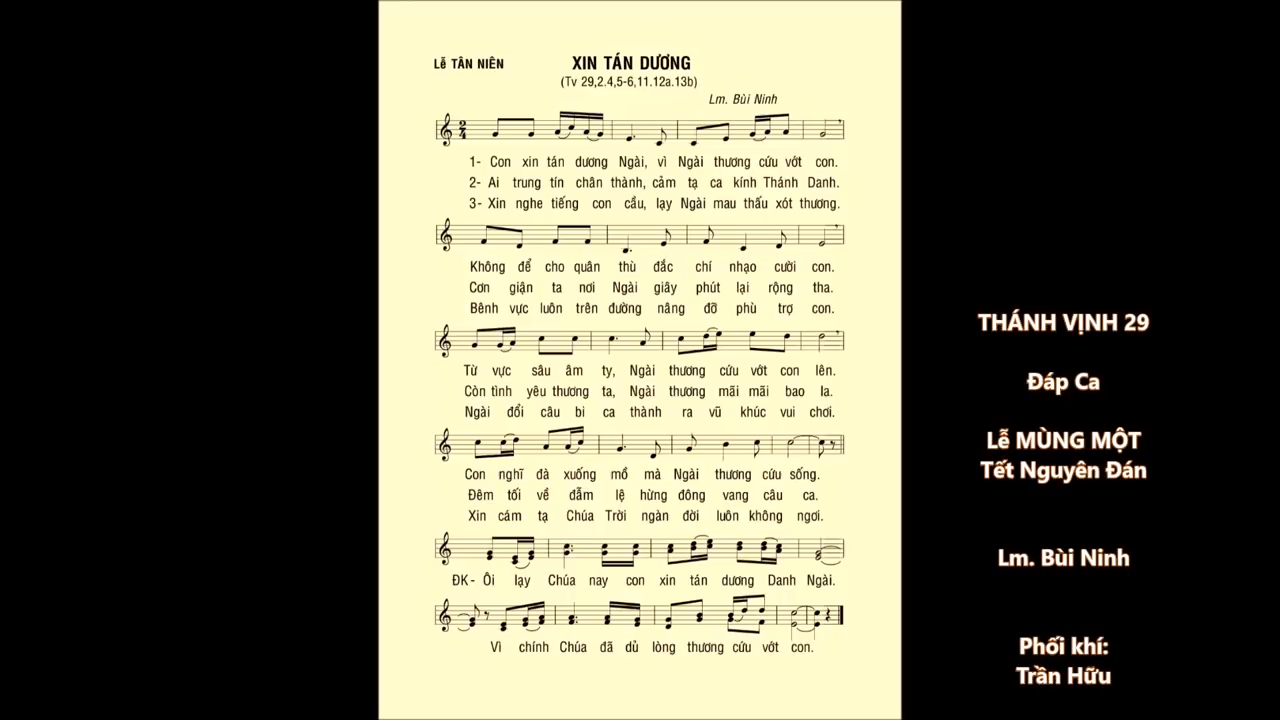 Lễ TÂN NIÊN
XIN TÁN DƯƠNG
(Tv 29,2.4,5-6,11.12a.13b)
Lm. Bùi Ninh
1- Con xin tán dương Ngài, vì Ngài thương cứu vớt con.
2- Ai trung tín chân thành, cảm tạ ca kính Thánh Danh.
3- Xin nghe tiếng con cầu, lạy Ngài mau thấu xót thương.
Không để cho quân thù đắc chí nhạo cười con.
Cơn giận ta nơi Ngài giây phút lại rộng tha.
Bênh vực luôn trên đường nâng đỡ phù trợ con.
Từ vực sâu âm ty, Ngài thương cứu vớt con lên.
Còn tình yêu thương ta, Ngài thương mãi mãi bao la.
Ngài đổi câu bi ca thành ra vũ khúc vui chơi.
Con nghĩ đà xuống mồ mà Ngài thương cứu sống.
Đêm tối về đẫm lệ hừng đông vang câu ca.
Xin cám tạ Chúa Trời ngàn đời luôn không ngơi.
ĐK- Ôi lạy Chúa nay con xin tán dương Danh Ngài.
Vì chính Chúa đã dủ lòng thương cứu vớt con.
THÁNH VỊNH 29
Đáp Ca
Lễ MÙNG MỘT
Tết Nguyên Đán
Lm. Bùi Ninh
Phối khí:
Trần Hữu